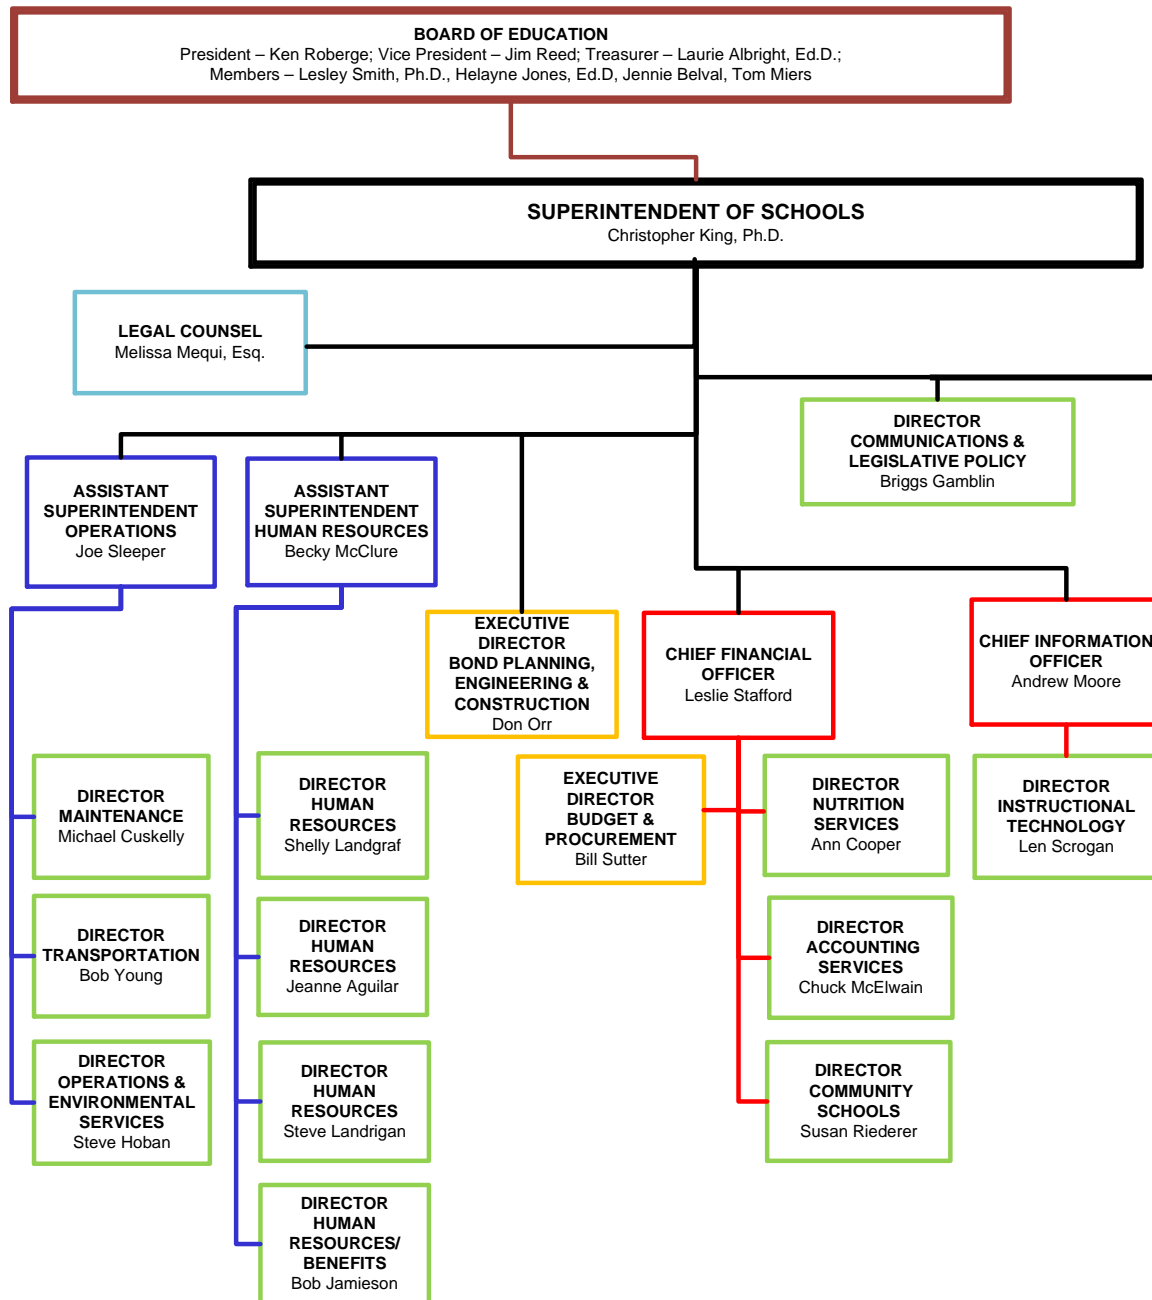 BOARD OF EDUCATION
President – Ken Roberge; Vice President – Jim Reed; Treasurer – Laurie Albright, Ed.D.;
Members – Lesley Smith, Ph.D., Helayne Jones, Ed.D, Jennie Belval, Tom Miers
SUPERINTENDENT OF SCHOOLS
Christopher King, Ph.D.
LEGAL COUNSEL
Melissa Mequi, Esq.
DIRECTOR
COMMUNICATIONS &
LEGISLATIVE POLICY
Briggs Gamblin
ASSISTANT
SUPERINTENDENT
OPERATIONS
Joe Sleeper
ASSISTANT
SUPERINTENDENT
HUMAN RESOURCES
Becky McClure
EXECUTIVE
DIRECTOR
BOND PLANNING,
ENGINEERING &
CONSTRUCTION
Don Orr
CHIEF FINANCIAL
OFFICER
Leslie Stafford
CHIEF INFORMATION
OFFICER
Andrew Moore
DIRECTOR
MAINTENANCE
Michael Cuskelly
DIRECTOR
HUMAN
RESOURCES
Shelly Landgraf
EXECUTIVE
DIRECTOR
BUDGET &
PROCUREMENT
Bill Sutter
DIRECTOR
NUTRITION
SERVICES
Ann Cooper
DIRECTOR
INSTRUCTIONAL
TECHNOLOGY
Len Scrogan
DIRECTOR
TRANSPORTATION
Bob Young
DIRECTOR
HUMAN
RESOURCES
Jeanne Aguilar
DIRECTOR
ACCOUNTING
SERVICES
Chuck McElwain
DIRECTOR
OPERATIONS &
ENVIRONMENTAL
SERVICES
Steve Hoban
DIRECTOR
HUMAN
RESOURCES
Steve Landrigan
DIRECTOR
COMMUNITY
SCHOOLS
Susan Riederer
DIRECTOR
HUMAN
RESOURCES/
BENEFITS
Bob Jamieson